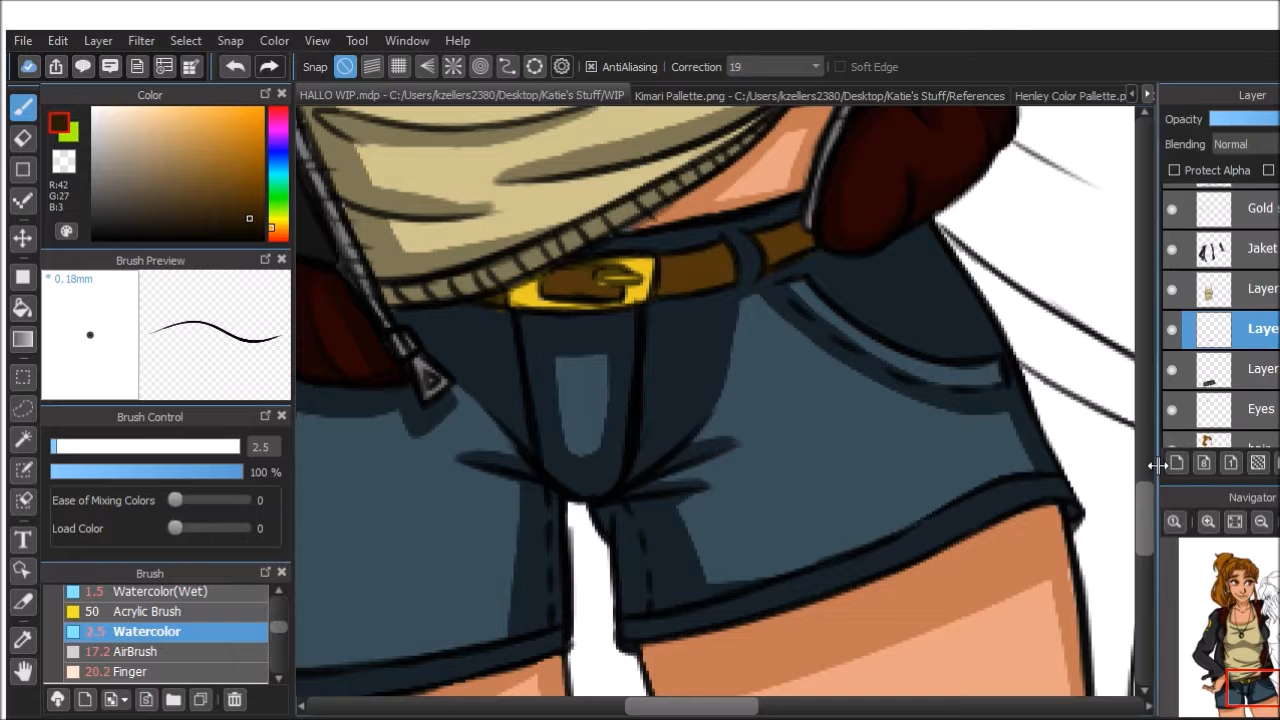 File Edit Layer Filter Select Snap Color View Tool Window Help
Snap AntiAliasing Correction 19 Soft Edge
Color
HALLO WIP.mdp - C:/Users/kzellers2380/Desktop/Katie's Stuff/WIP Kimari Pallette.png - C:/Users/kzellers2380/Desktop/Katie's Stuff/References Henley Color Pallette.p
Layer
Opacity
Blending Normal
Protect Alpha
R:42
G:27
B:3
Gold
Jaket
Layer
Laye
Layer
Eyes
Brush Preview
* 0.18mm
Brush Control
2.5
100 %
Ease of Mixing Colors 0
Load Color 0
Navigator
Brush
1.5 Watercolor(Wet)
50 Acrylic Brush
2.5 Watercolor
17.2 AirBrush
20.2 Finger